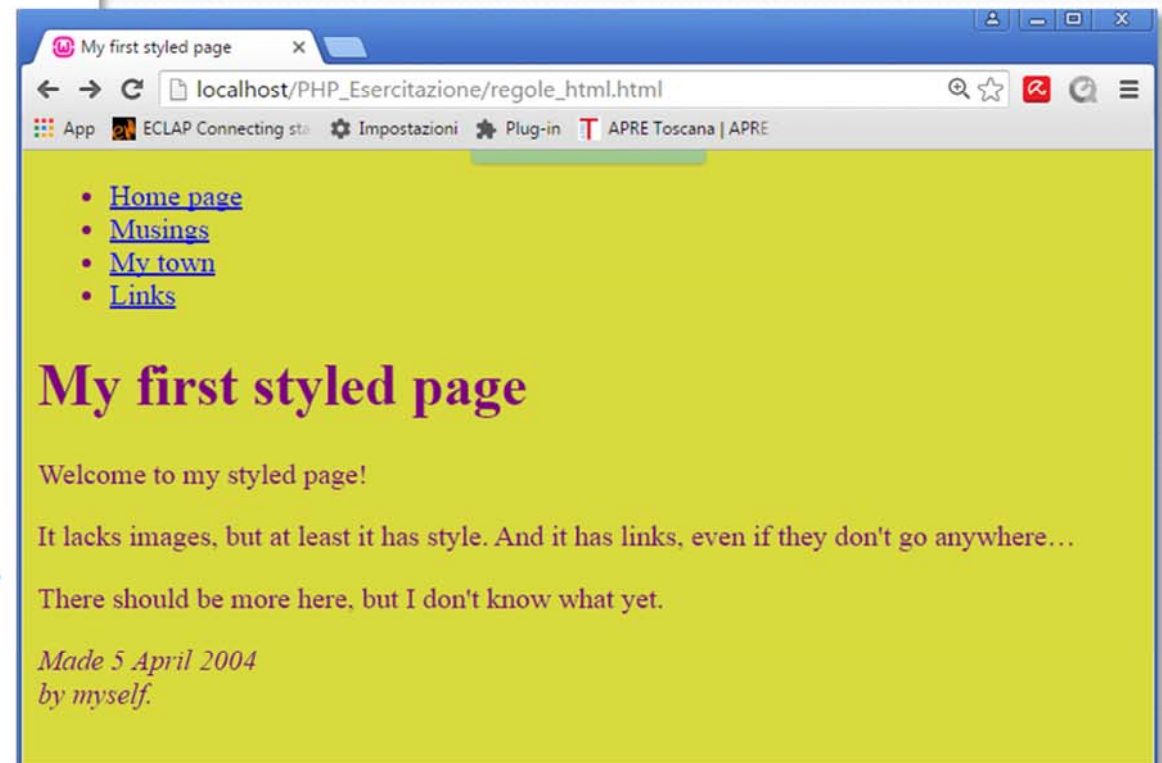 My first styled page
localhost/PHP_Esercitazione/regole_html.html
App ECLAP Connecting sta Impostazioni Plug-in APRE Toscana | APRE
Home page
Musings
My town
Links
My first styled page
Welcome to my styled page!
It lacks images, but at least it has style. And it has links, even if they don't go anywhere…
There should be more here, but I don't know what yet.
Made 5 April 2004
by myself.